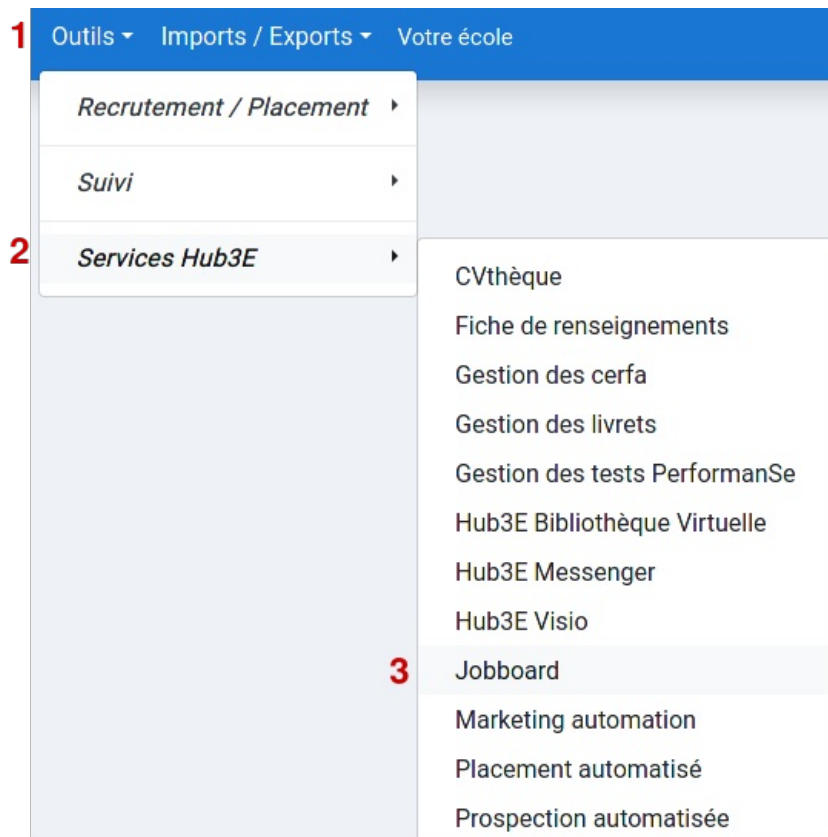 1 Outils Imports / Exports Votre école
Recrutement / Placement
Suivi
2 Services Hub3E
CVthèque
Fiche de renseignements
Gestion des cerfa
Gestion des livrets
Gestion des tests PerformanSe
Hub3E Bibliothèque Virtuelle
Hub3E Messenger
Hub3E Visio
3 Jobboard
Marketing automation
Placement automatisé
Prospection automatisée